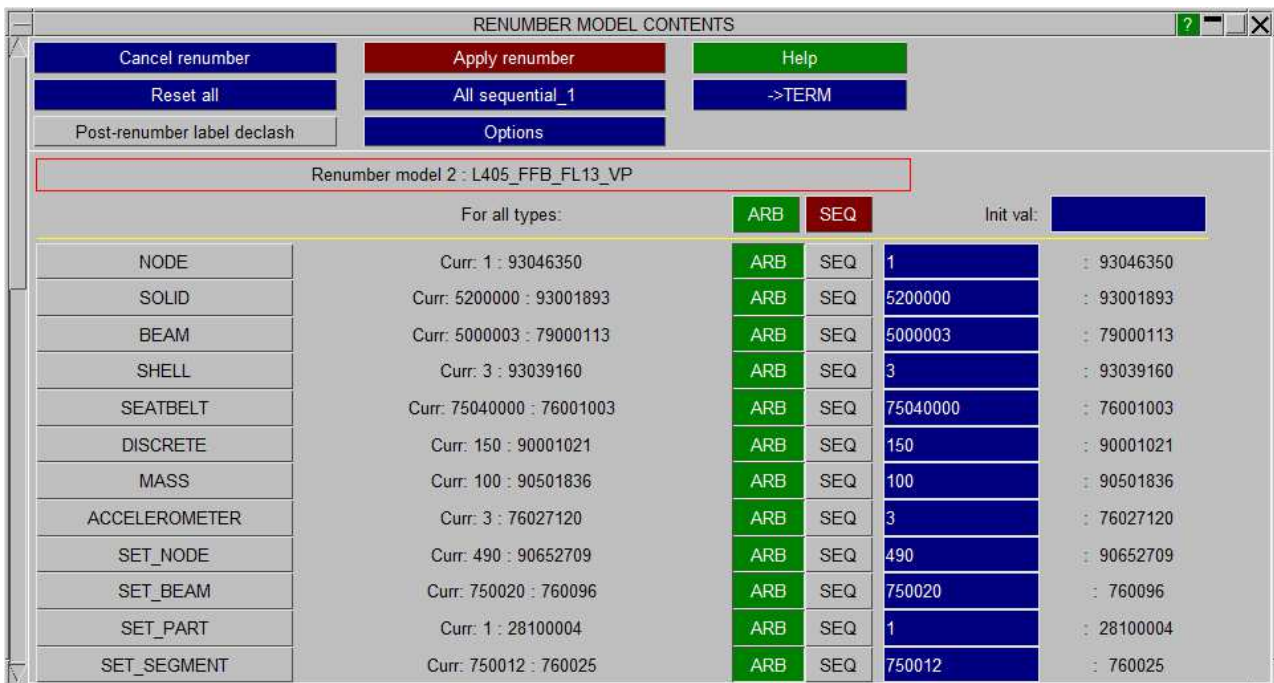 RENUMBER MODEL CONTENTS ?
Cancel renumber Apply renumber Help
Reset all All sequential_1 ->TERM
Post-renumber label declash Options
Renumber model 2 : L405_FFB_FL13_VP
For all types: ARB SEQ Init val:
NODE Curr: 1 : 93046350 ARB SEQ 1 : 93046350
SOLID Curr: 5200000 : 93001893 ARB SEQ 5200000 : 93001893
BEAM Curr: 5000003 : 79000113 ARB SEQ 5000003 : 79000113
SHELL Curr: 3 : 93039160 ARB SEQ 3 : 93039160
SEATBELT Curr: 75040000 : 76001003 ARB SEQ 75040000 : 76001003
DISCRETE Curr: 150 : 90001021 ARB SEQ 150 : 90001021
MASS Curr: 100 : 90501836 ARB SEQ 100 : 90501836
ACCELEROMETER Curr: 3 : 76027120 ARB SEQ 3 : 76027120
SET_NODE Curr: 490 : 90652709 ARB SEQ 490 : 90652709
SET_BEAM Curr: 750020 : 760096 ARB SEQ 750020 : 760096
SET_PART Curr: 1 : 28100004 ARB SEQ 1 : 28100004
SET_SEGMENT Curr: 750012 : 760025 ARB SEQ 750012 : 760025